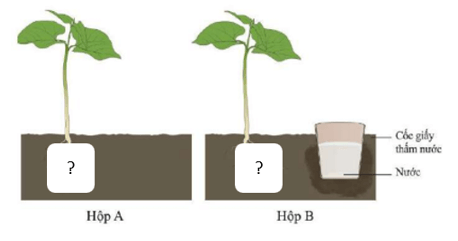 Cốc giấy
thấm nước
Nước
?
?
Hộp A
Hộp B